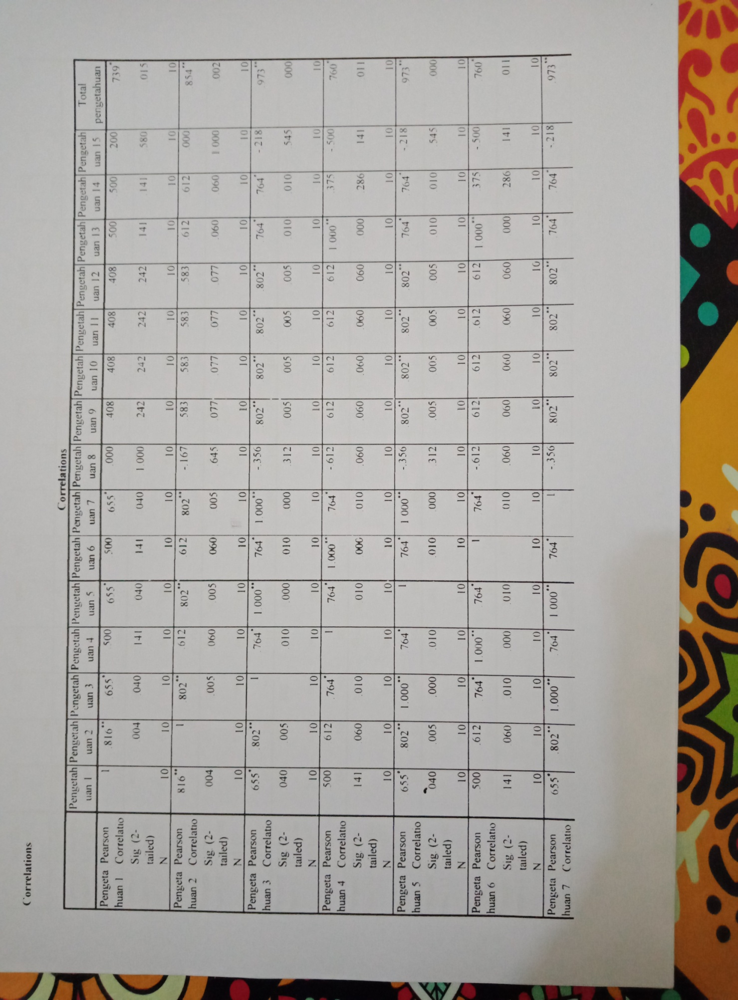 Correlations
Correlations
Pengetah Pengetah Pengetah Pengetah Pengetah Pengetah Pengetah Pengetah Pengetah Pengetah Pengetah Pengetah Pengetah Pengetah Pengetah Total
uan 1 uan 2 uan 3 uan 4 uan 5 uan 6 uan 7 uan 8 uan 9 uan 10 uan 11 uan 12 uan 13 uan 14 uan 15 pengetahuan
Pengeta Pearson 1 .816** .655* .500 .655* .500 .655* .000 .408 .408 .408 .408 .500 .500 .200 .739*
huan 1 Correlatio
Sig. (2- .004 .040 .141 .040 .141 .040 1.000 .242 .242 .242 .242 .141 .141 .580 .015
tailed)
N 10 10 10 10 10 10 10 10 10 10 10 10 10 10 10 10
Pengeta Pearson .816** 1 .802** .612 .802** .612 .802** -.167 .583 .583 .583 .583 .612 .612 .000 .854**
huan 2 Correlatio
Sig. (2- .004 .005 .060 .005 .060 .005 .645 .077 .077 .077 .077 .060 .060 1.000 .002
tailed)
N 10 10 10 10 10 10 10 10 10 10 10 10 10 10 10 10
Pengeta Pearson .655* .802** 1 .764* 1.000** .764* 1.000** -.356 .802** .802** .802** .802** .764* .764* -.218 .973**
huan 3 Correlatio
Sig. (2- .040 .005 .010 .000 .010 .000 .312 .005 .005 .005 .005 .010 .010 .545 .000
tailed)
N 10 10 10 10 10 10 10 10 10 10 10 10 10 10 10 10
Pengeta Pearson .500 .612 .764* 1 .764* 1.000** .764* -.612 .612 .612 .612 .612 1.000** .375 -.500 .760*
huan 4 Correlatio
Sig. (2- .141 .060 .010 .010 .000 .010 .060 .060 .060 .060 .060 .000 .286 .141 .011
tailed)
N 10 10 10 10 10 10 10 10 10 10 10 10 10 10 10 10
Pengeta Pearson .655* .802** 1.000** .764* 1 .764* 1.000** -.356 .802** .802** .802** .802** .764* .764* -.218 .973**
huan 5 Correlatio
Sig. (2- .040 .005 .000 .010 .010 .000 .312 .005 .005 .005 .005 .010 .010 .545 .000
tailed)
N 10 10 10 10 10 10 10 10 10 10 10 10 10 10 10 10
Pengeta Pearson .500 .612 .764* 1.000** .764* 1 .764* -.612 .612 .612 .612 .612 1.000** .375 -.500 .760*
huan 6 Correlatio
Sig. (2- .141 .060 .010 .000 .010 .010 .060 .060 .060 .060 .060 .000 .286 .141 .011
tailed)
N 10 10 10 10 10 10 10 10 10 10 10 10 10 10 10 10
Pengeta Pearson .655* .802** 1.000** .764* 1.000** .764* 1 -.356 .802** .802** .802** .802** .764* .764* -.218 .973**
huan 7 Correlatio